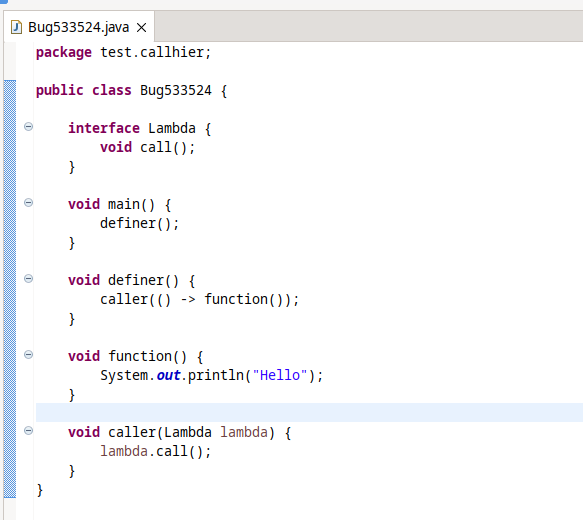 Bug533524.java
package test.callhier;
public class Bug533524 {
interface Lambda {
void call();
}
void main() {
definer();
}
void definer() {
caller(() -> function());
}
void function() {
System.out.println("Hello");
}
void caller(Lambda lambda) {
lambda.call();
}
}